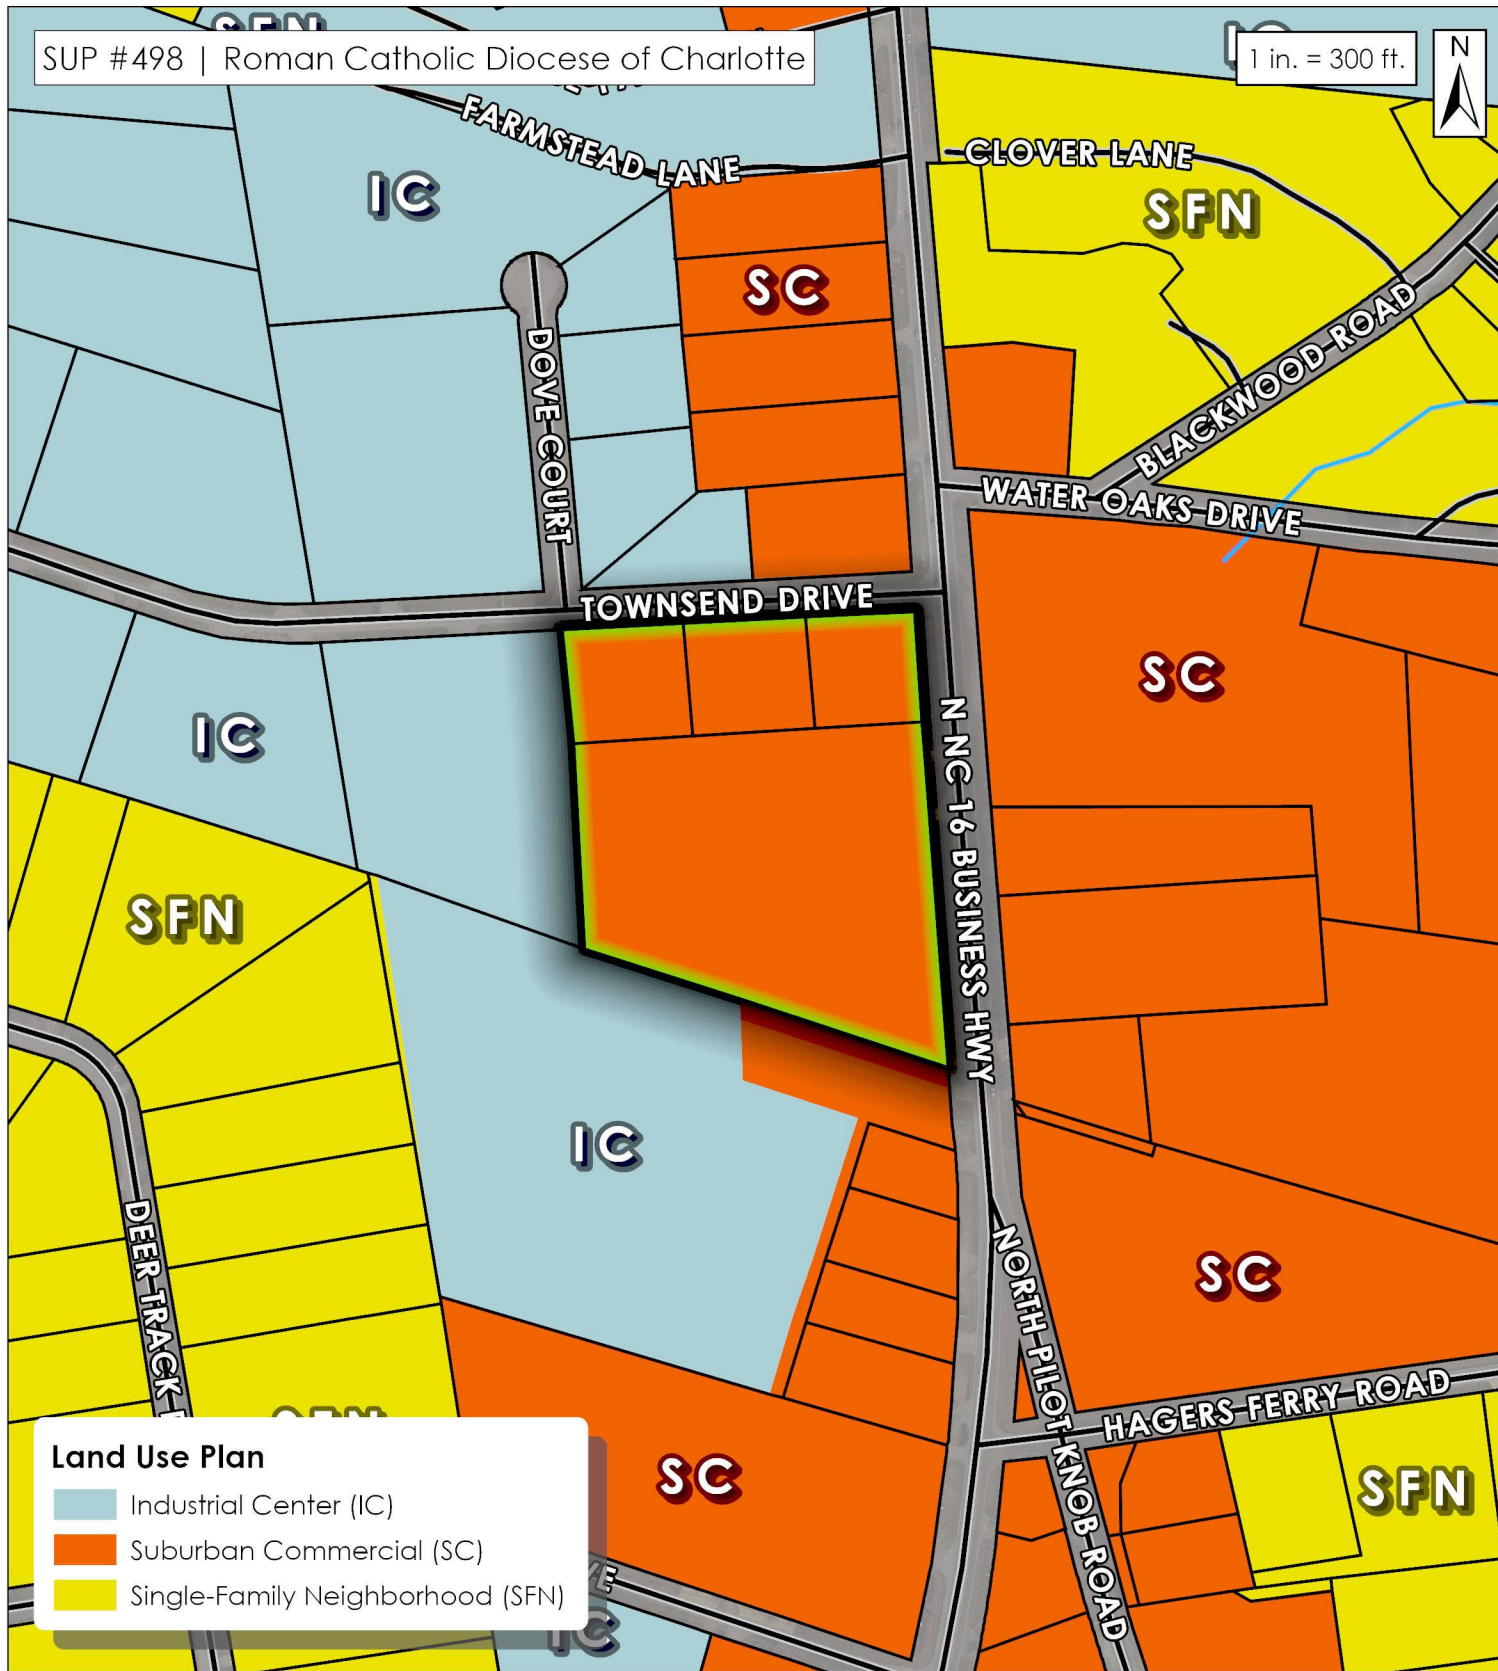 SFN
SUP #498 | Roman Catholic Diocese of Charlotte
1 in. = 300 ft.
N
FARMSTEAD LANE
CLOVER LANE
IC
SFN
SC
DOVE COURT
BLACKWOOD ROAD
WATER OAKS DRIVE
TOWNSEND DRIVE
SC
IC
N NC 16 BUSINESS HWY
SFN
IC
DEER TRACK
NORTH PILOT KNOB ROAD
SC
HAGERS FERRY ROAD
SFN
SC
SFN
Land Use Plan
Industrial Center (IC)
Suburban Commercial (SC)
Single-Family Neighborhood (SFN)
IC